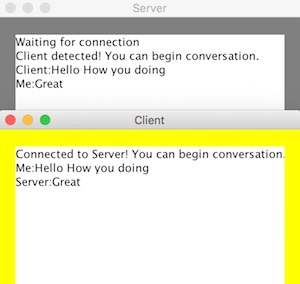 Server
Waiting for connection
Client detected! You can begin conversation.
Client:Hello How you doing
Me:Great
Client
Connected to Server! You can begin conversation.
Me:Hello How you doing
Server:Great